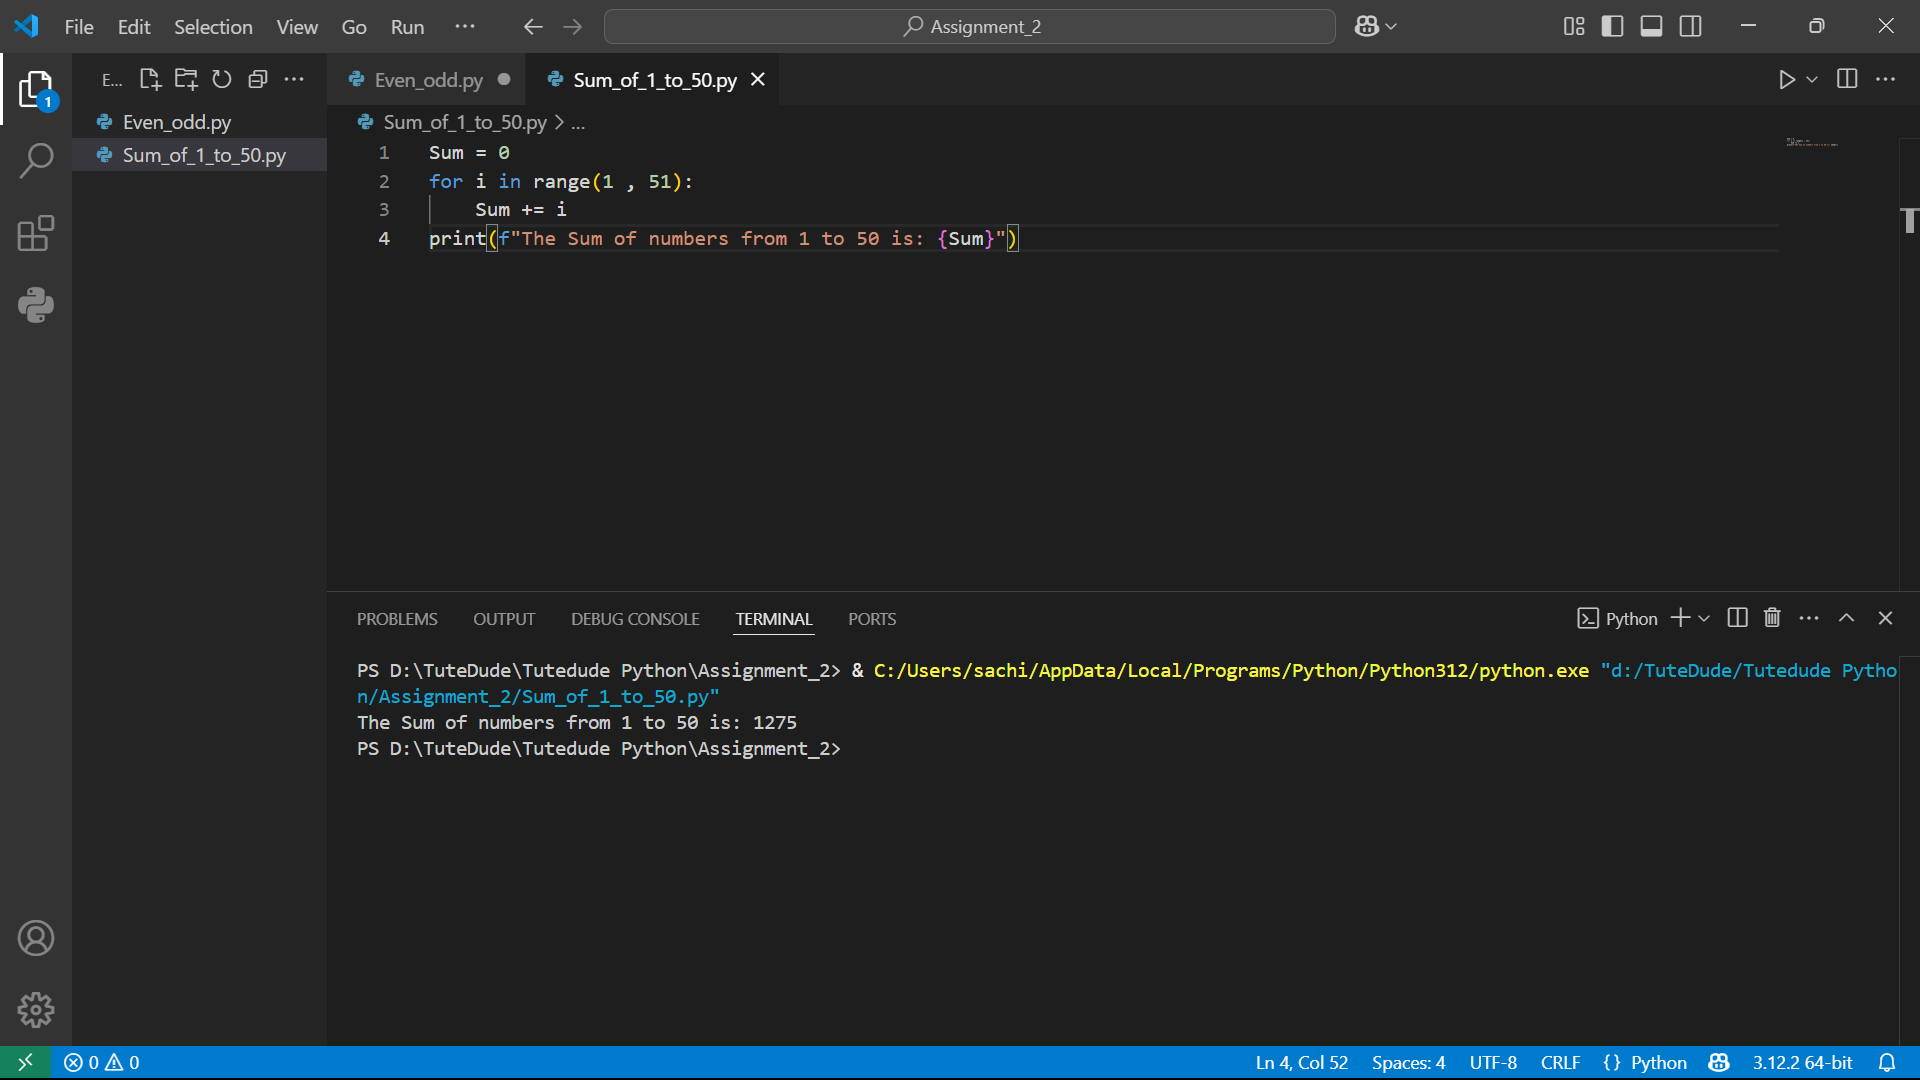 File Edit Selection View Go Run ··· Assignment_2
E... Even_odd.py Sum_of_1_to_50.py
Even_odd.py
Sum_of_1_to_50.py
1
Sum_of_1_to_50.py > ...
1 Sum = 0
2 for i in range(1 , 51):
3 Sum += i
4 print(f"The Sum of numbers from 1 to 50 is: {Sum}")
PROBLEMS OUTPUT DEBUG CONSOLE TERMINAL PORTS Python
PS D:\TuteDude\Tutedude Python\Assignment_2> & C:/Users/sachi/AppData/Local/Programs/Python/Python312/python.exe "d:/TuteDude/Tutedude Pytho
n/Assignment_2/Sum_of_1_to_50.py"
The Sum of numbers from 1 to 50 is: 1275
PS D:\TuteDude\Tutedude Python\Assignment_2>
0 0 Ln 4, Col 52 Spaces: 4 UTF-8 CRLF {} Python 3.12.2 64-bit